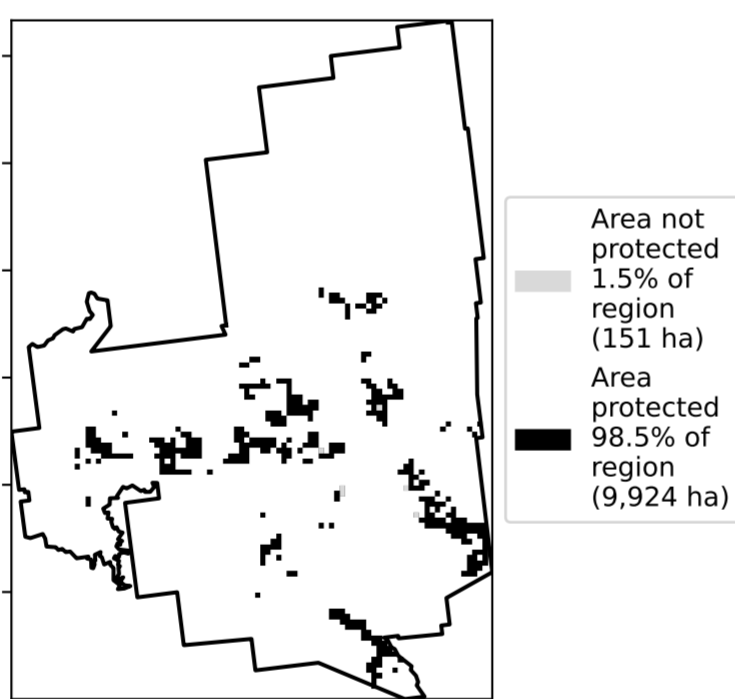 Area not
protected
1.5% of
region
(151 ha)
Area
protected
98.5% of
region
(9,924 ha)